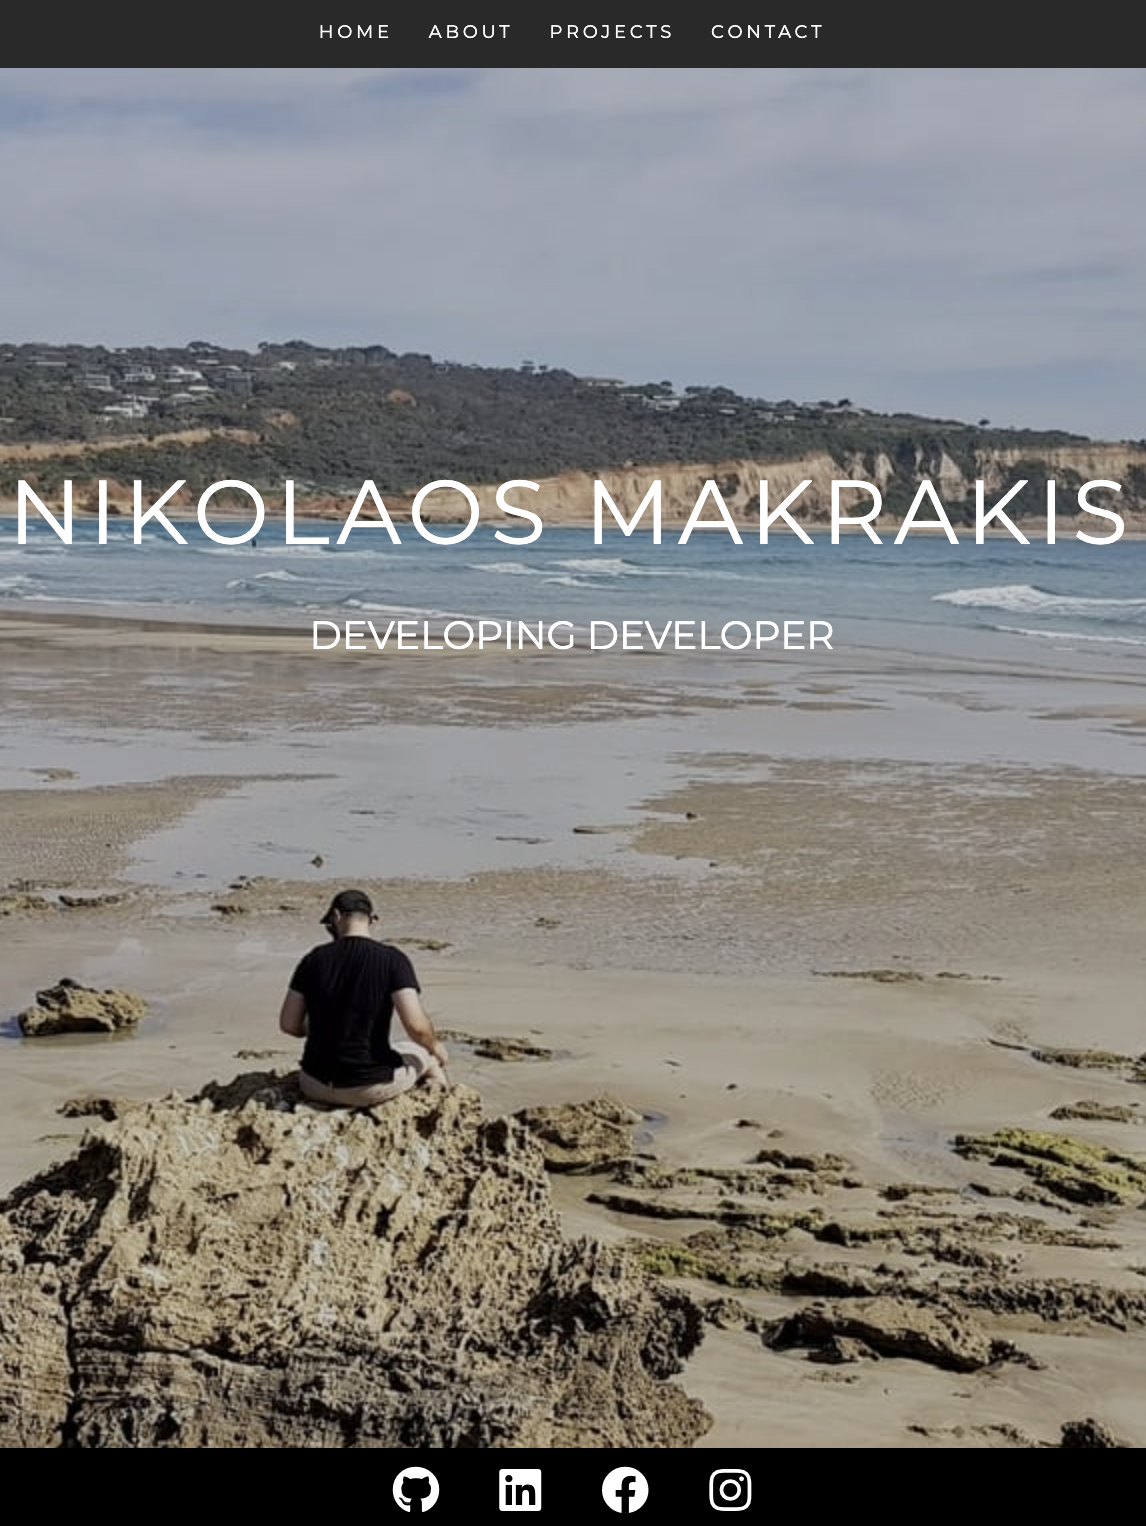 HOME ABOUT PROJECTS CONTACT
NIKOLAOS MAKRAKIS
DEVELOPING DEVELOPER